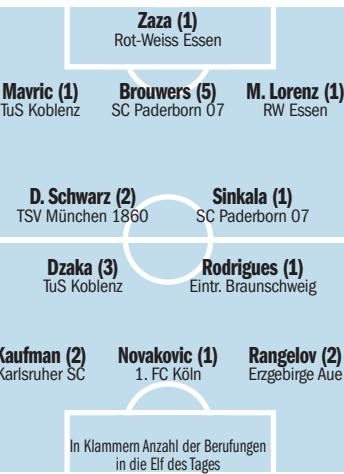 Zaza (1)
Rot-Weiss Essen
Mavric (1) Brouwers (5) M. Lorenz (1)
TuS Koblenz SC Paderborn 07 RW Essen
D. Schwarz (2) Sinkala (1)
TSV München 1860 SC Paderborn 07
Dzaka (3) Rodrigues (1)
TuS Koblenz Eintr. Braunschweig
Kaufman (2) Novakovic (1) Rangelov (2)
Karlsruher SC 1. FC Köln Erzgebirge Aue
In Klammern Anzahl der Berufungen
in die Elf des Tages